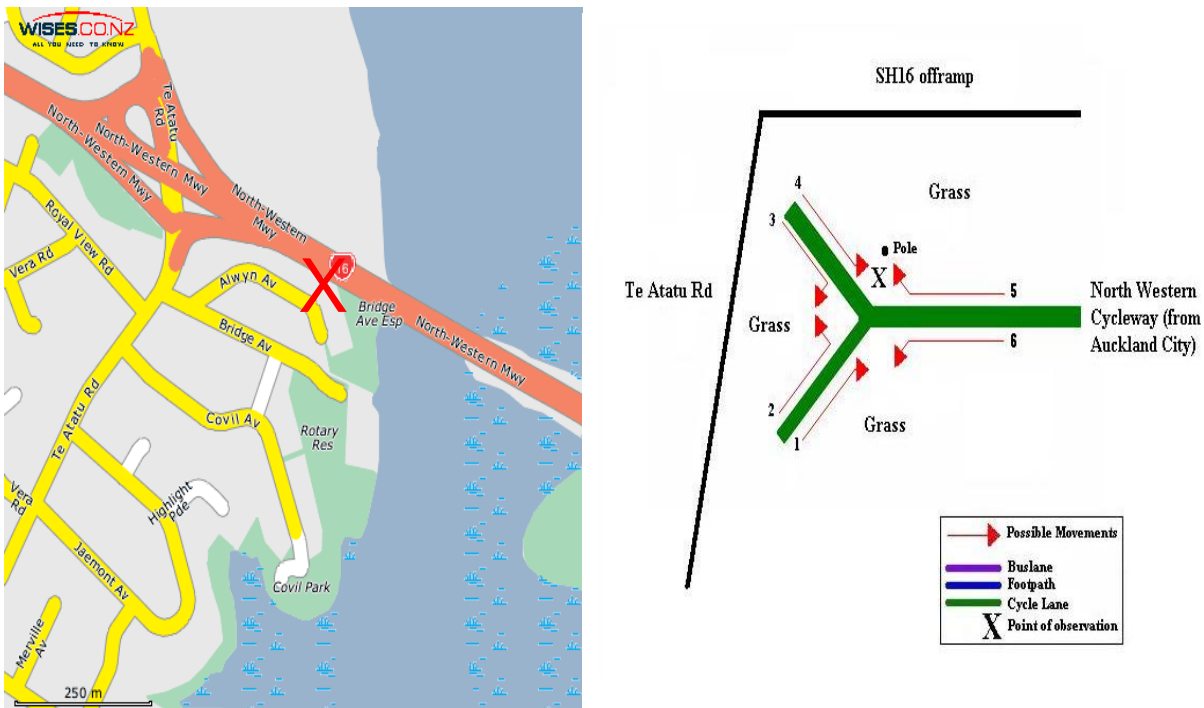 WISES.CO.NZ
ALL YOU NEED TO KNOW
Te Atatu
Rd
North-Western Mwy
North-Western Mwy
North-Western Mwy
North-Western
Mwy
16
X
Royal View Rd
Vera Rd
Alwyn Av
Bridge
Ave Esp
North-Western Mwy
Bridge Av
Te Atatu Rd
Covil Av
Rotary
Res
Vera
Rd
Highlight
Pde
Jaemont Av
Covil Park
Merville
Av
250 m
SH16 offramp
4
3
Grass
Pole
X
Te Atatu Rd
5
North Western
Cycleway (from
Auckland City)
Grass
6
2
1
Grass
Possible Movements
Buslane
Footpath
Cycle Lane
X Point of observation